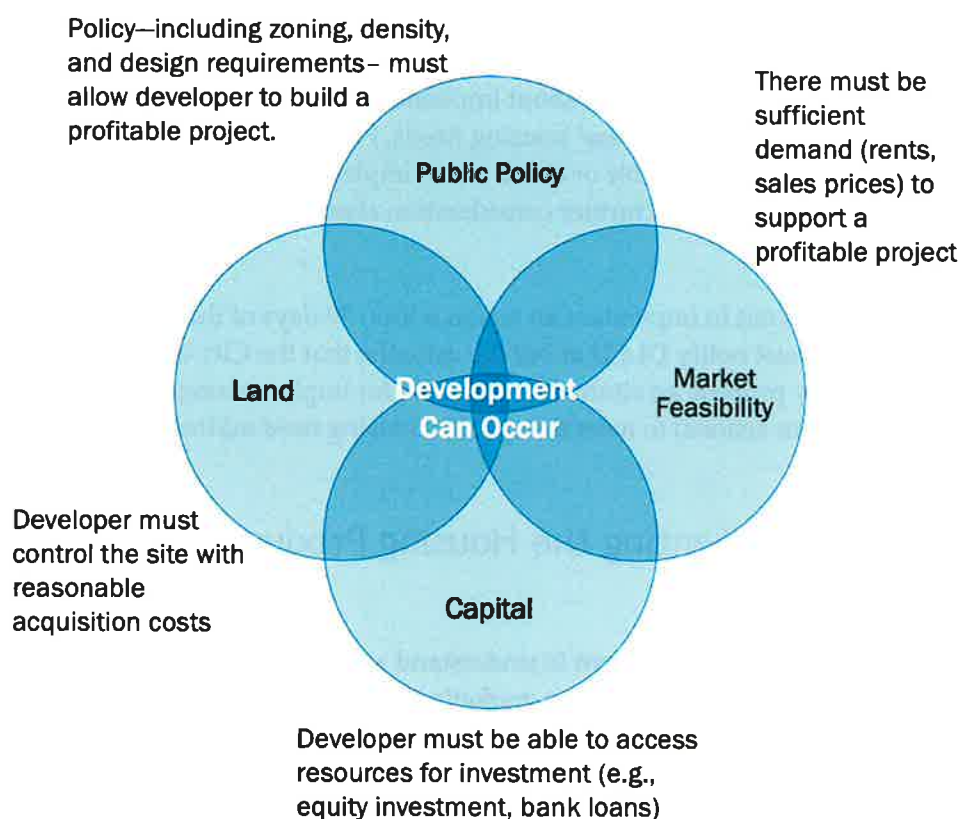 Policy—including zoning, density,
and design requirements– must
allow developer to build a
profitable project.
There must be
sufficient
demand (rents,
sales prices) to
support a
profitable project
Public Policy
Land
Development
Can Occur
Market
Feasibility
Developer must
control the site with
reasonable
acquisition costs
Capital
Developer must be able to access
resources for investment (e.g.,
equity investment, bank loans)